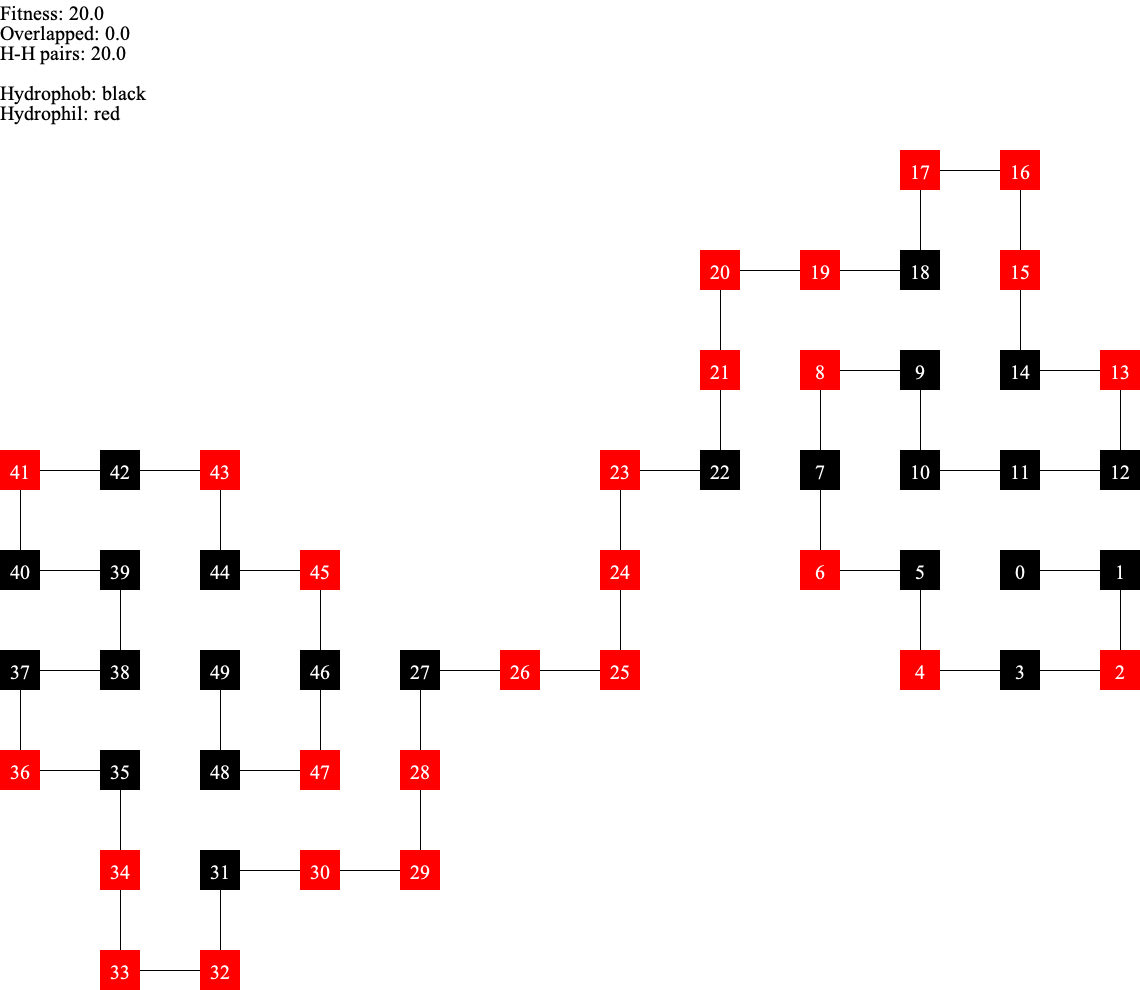 Fitness: 20.0
Overlapped: 0.0
H-H pairs: 20.0
Hydrophob: black
Hydrophil: red
17 16
20 19 18 15
21 8 9 14 13
41 42 43 23 22 7 10 11 12
40 39 44 45 24 6 5 0 1
37 38 49 46 27 26 25 4 3 2
36 35 48 47 28
34 31 30 29
33 32